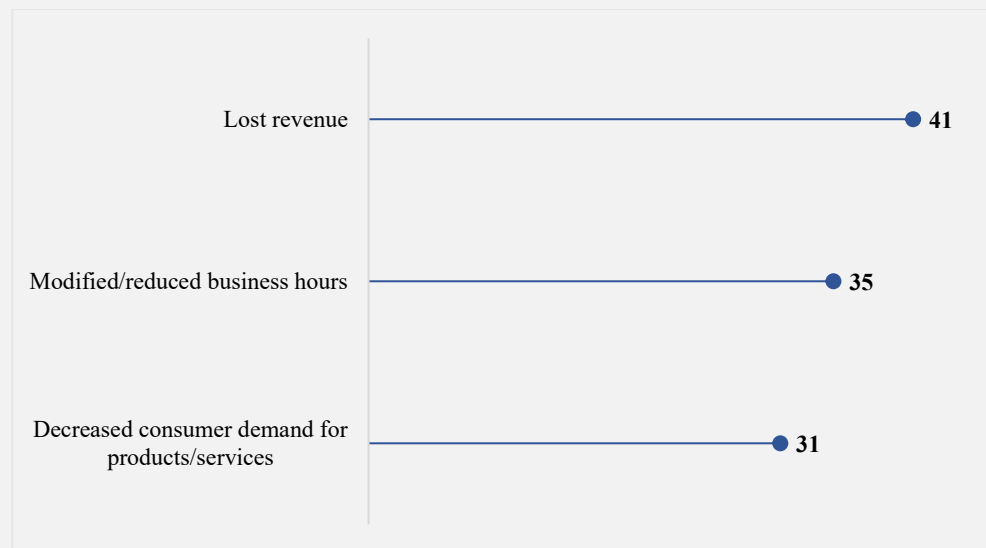 Lost revenue
41
Modified/reduced business hours
35
Decreased consumer demand for
products/services
31